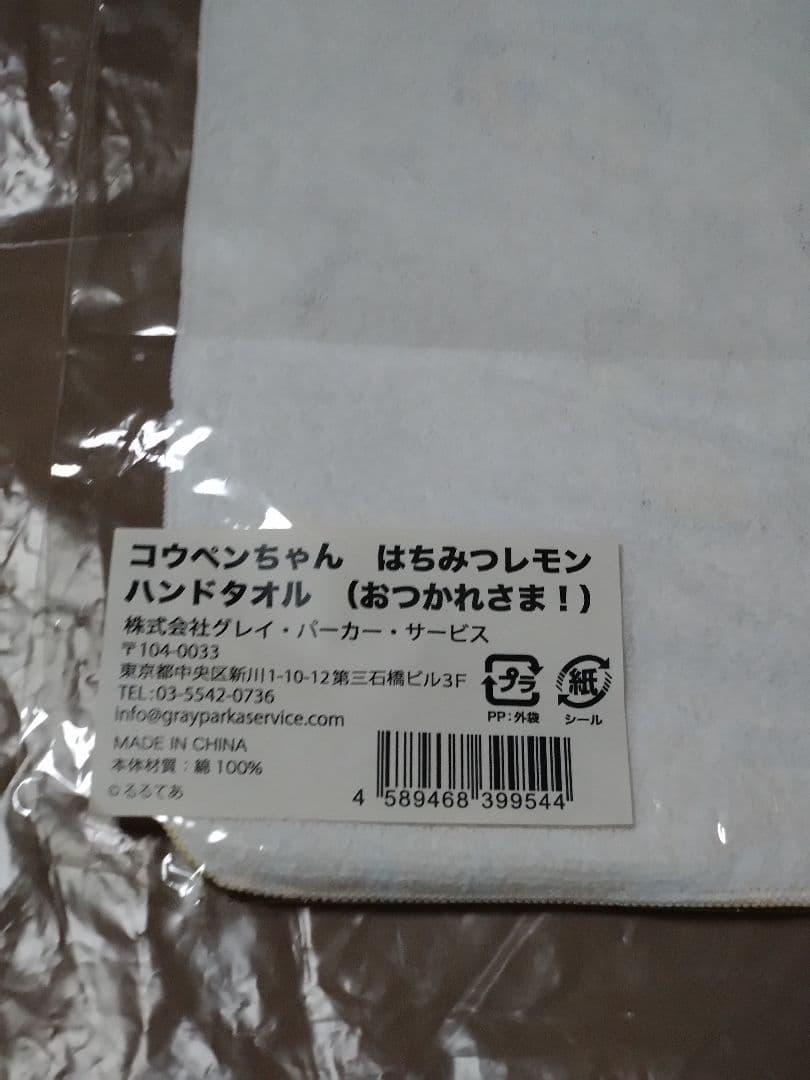 コウペンちゃん　はちみつレモン
ハンドタオル　（おつかれさま！）
株式会社グレイ・パーカー・サービス
〒104-0033
東京都中央区新川1-10-12第三石橋ビル3F
TEL:03-5542-0736
info@grayparkaservice.com
プラ
PP:外袋
紙
シール
MADE IN CHINA
本体材質：綿 100%
©るるてあ
4 589468 399544